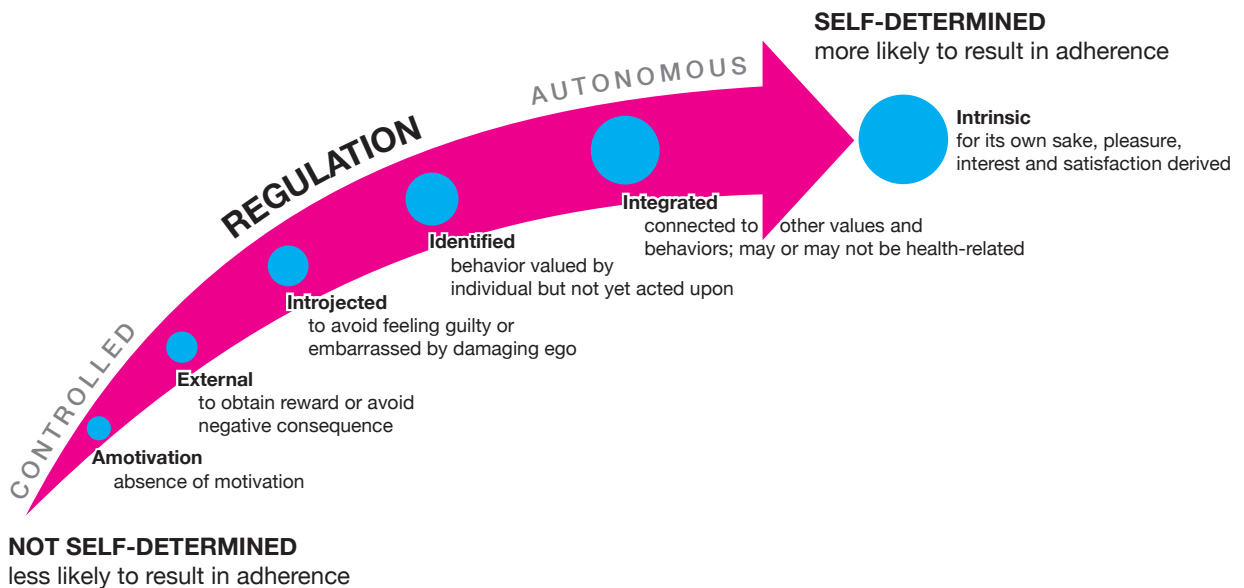 SELF-DETERMINED
more likely to result in adherence
AUTONOMOUS
Intrinsic
for its own sake, pleasure,
interest and satisfaction derived
REGULATION
Integrated
connected to other values and
behaviors; may or may not be health-related
Identified
behavior valued by
individual but not yet acted upon
Introjected
to avoid feeling guilty or
embarrassed by damaging ego
CONTROLLED
External
to obtain reward or avoid
negative consequence
Amotivation
absence of motivation
NOT SELF-DETERMINED
less likely to result in adherence